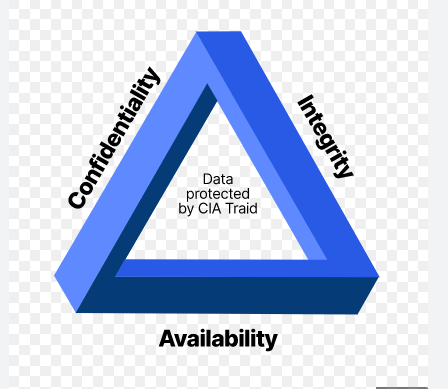 Confidentiality
Integrity
Data
protected
by CIA Traid
Availability